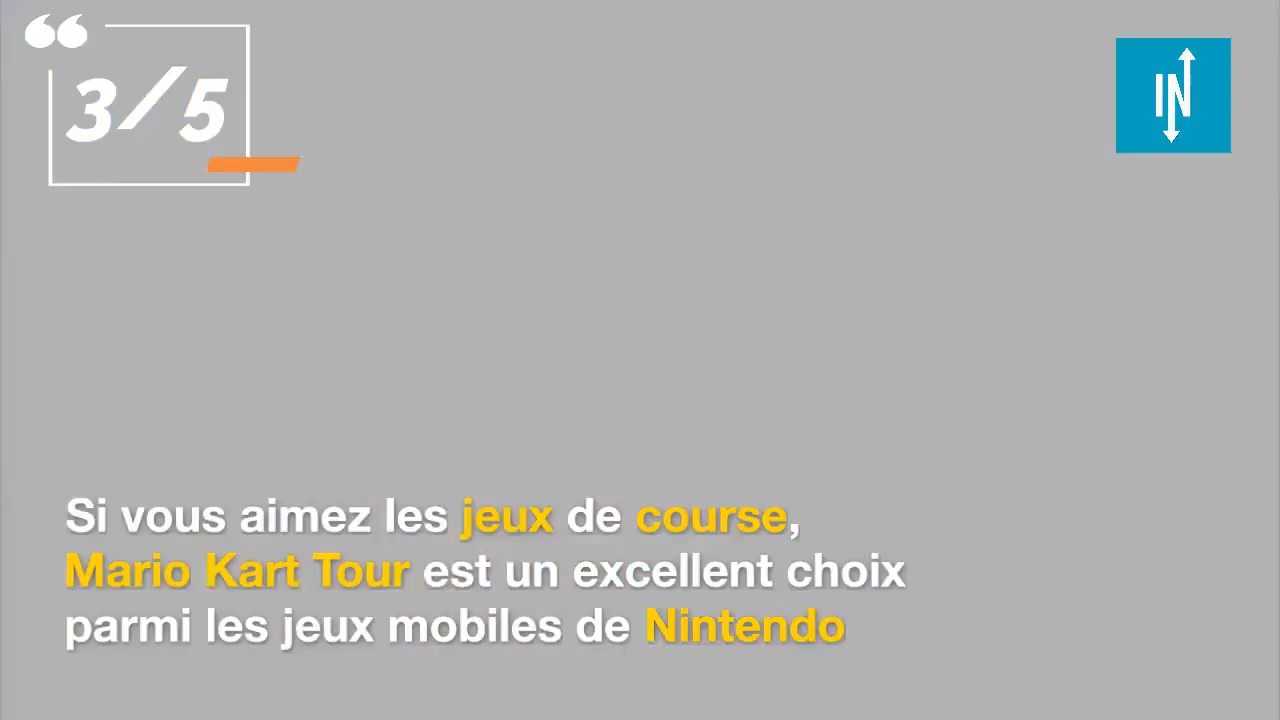 3/5
IN
Si vous aimez les jeux de course,
Mario Kart Tour est un excellent choix
parmi les jeux mobiles de Nintendo